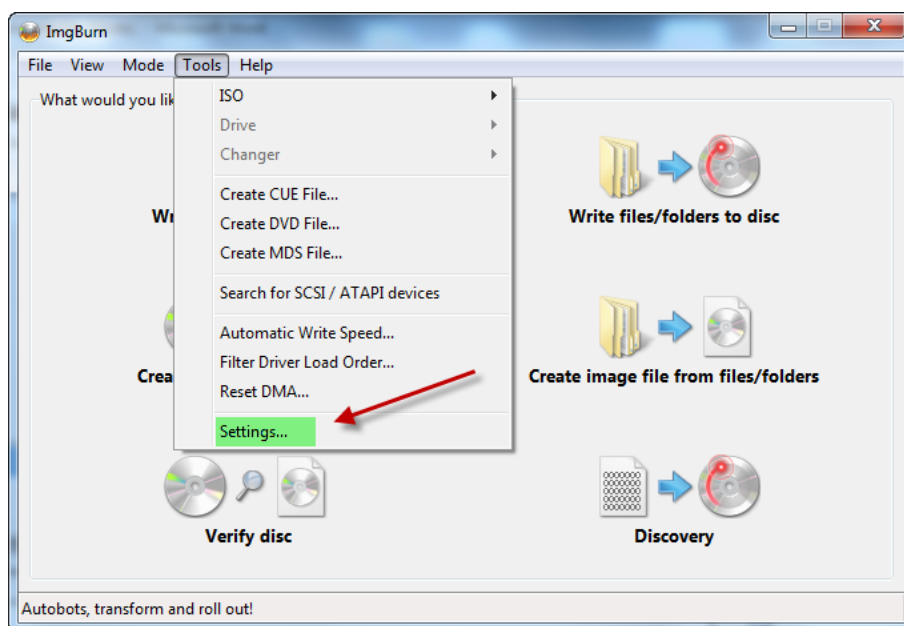 ImgBurn
File View Mode Tools Help
What would you lik
ISO
Drive
Changer
Create CUE File...
Create DVD File...
Create MDS File...
Search for SCSI / ATAPI devices
Automatic Write Speed...
Filter Driver Load Order...
Reset DMA...
Settings...
Wr
Write files/folders to disc
Crea
Create image file from files/folders
Verify disc
Discovery
Autobots, transform and roll out!